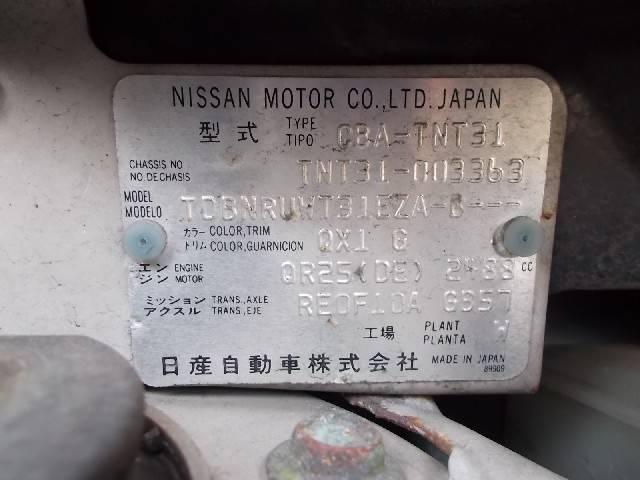 NISSAN MOTOR CO.,LTD.JAPAN
型式 TYPE TIPO CBA-TNT31
CHASSIS NO NO.DECHASIS TNT31-003363
MODEL MODELO
カラー COLOR,TRIM トリム COLOR,GUARNICION QX1 G
エンジン ENGINE MOTOR QR25(DE) 2488 CC
ミッション TRANS.,AXLE アクスル TRANS.,EJE RE0F10A GB57
工場 PLANT PLANTA W
日産自動車株式会社 MADE IN JAPAN
89909